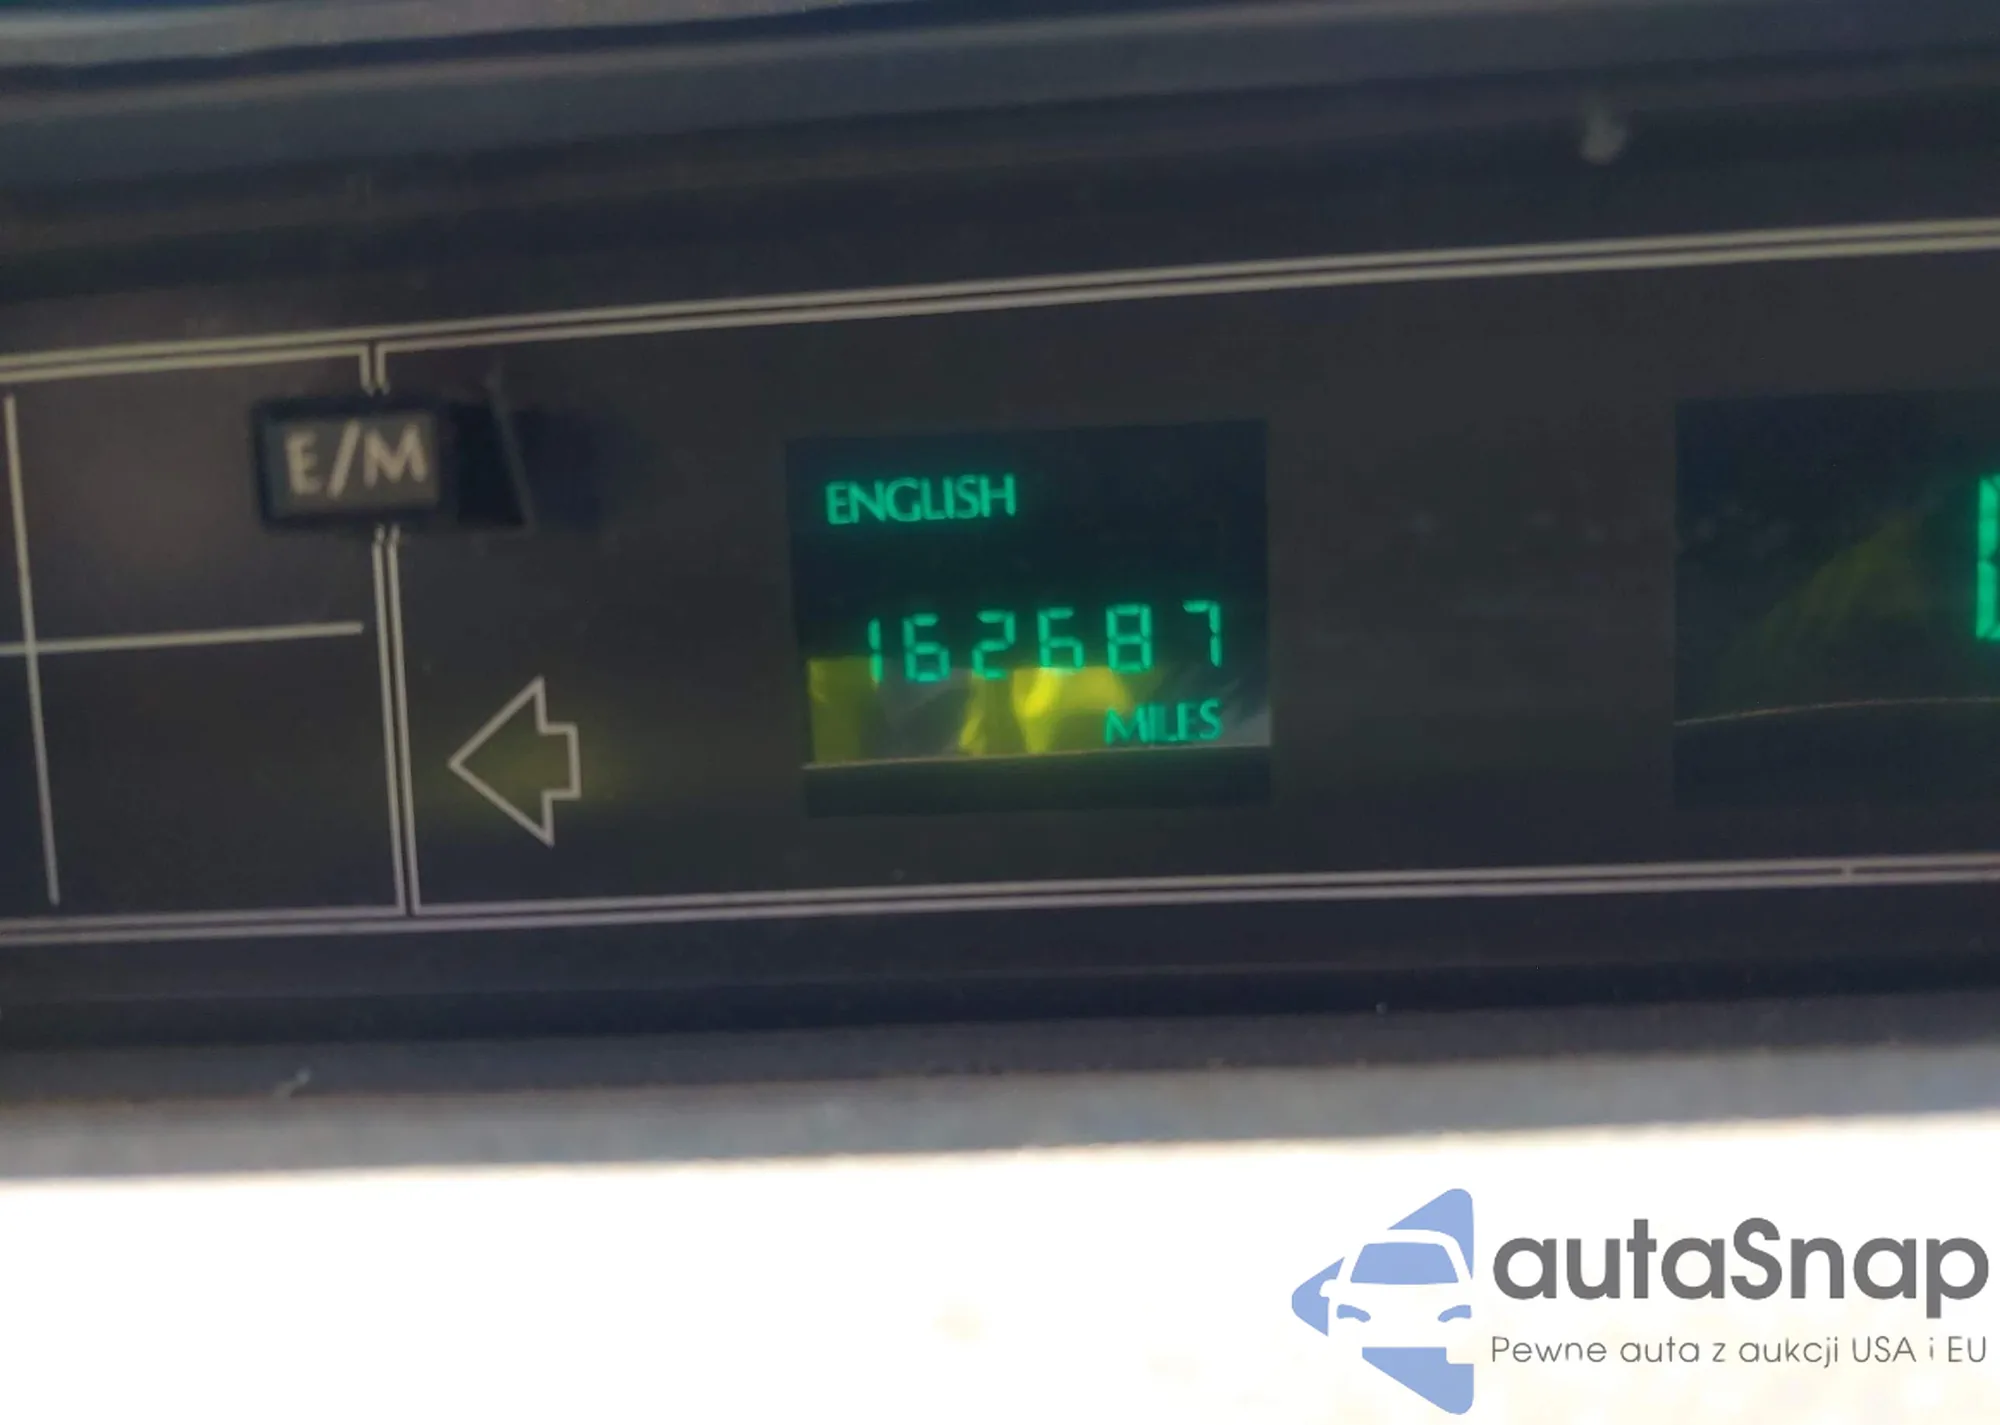 E/M
ENGLISH
162687
MILES
autaSnap
Pewne auta z aukcji USA i EU